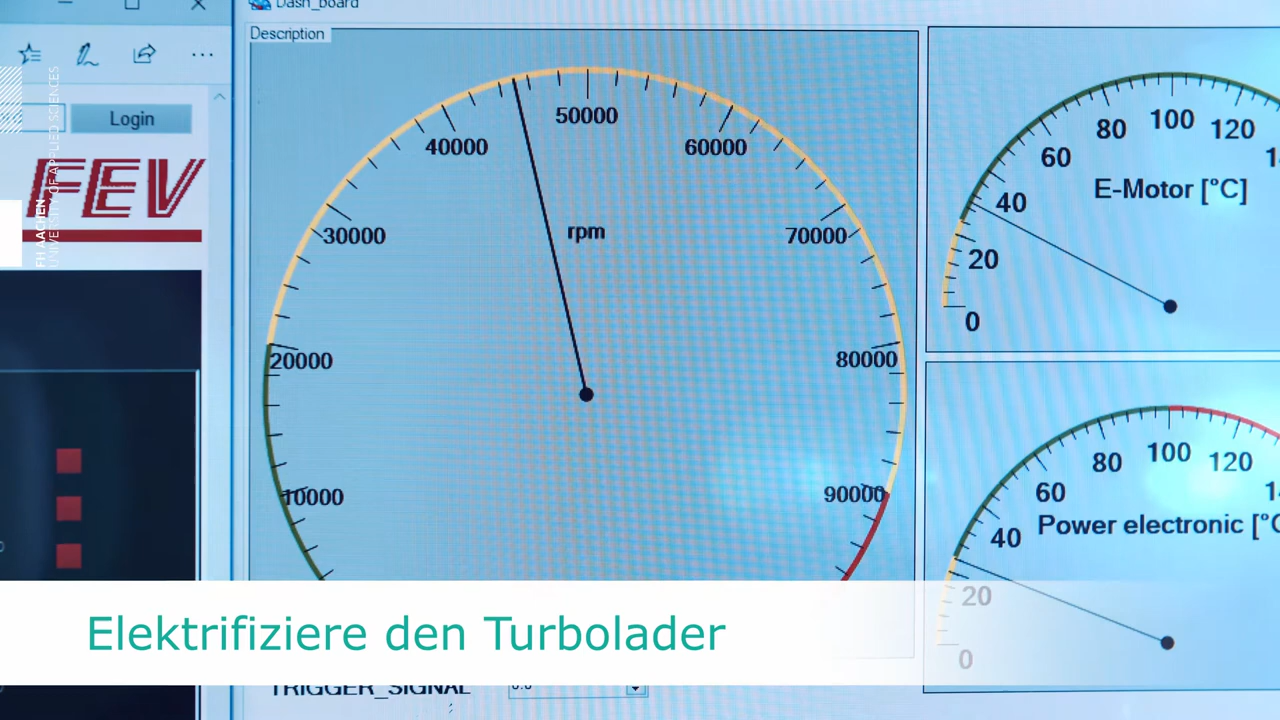 Dash_board
Description
Login
FEV
FH AACHEN
UNIVERSITY OF APPLIED SCIENCES
50000
40000
60000
rpm
30000
70000
20000
80000
10000
90000
80
100
120
60
E-Motor [°C]
40
20
0
100
80
120
60
Power electronic [°C
40
20
0
Elektrifiziere den Turbolader
TRIGGER_SIGNAL
0.0